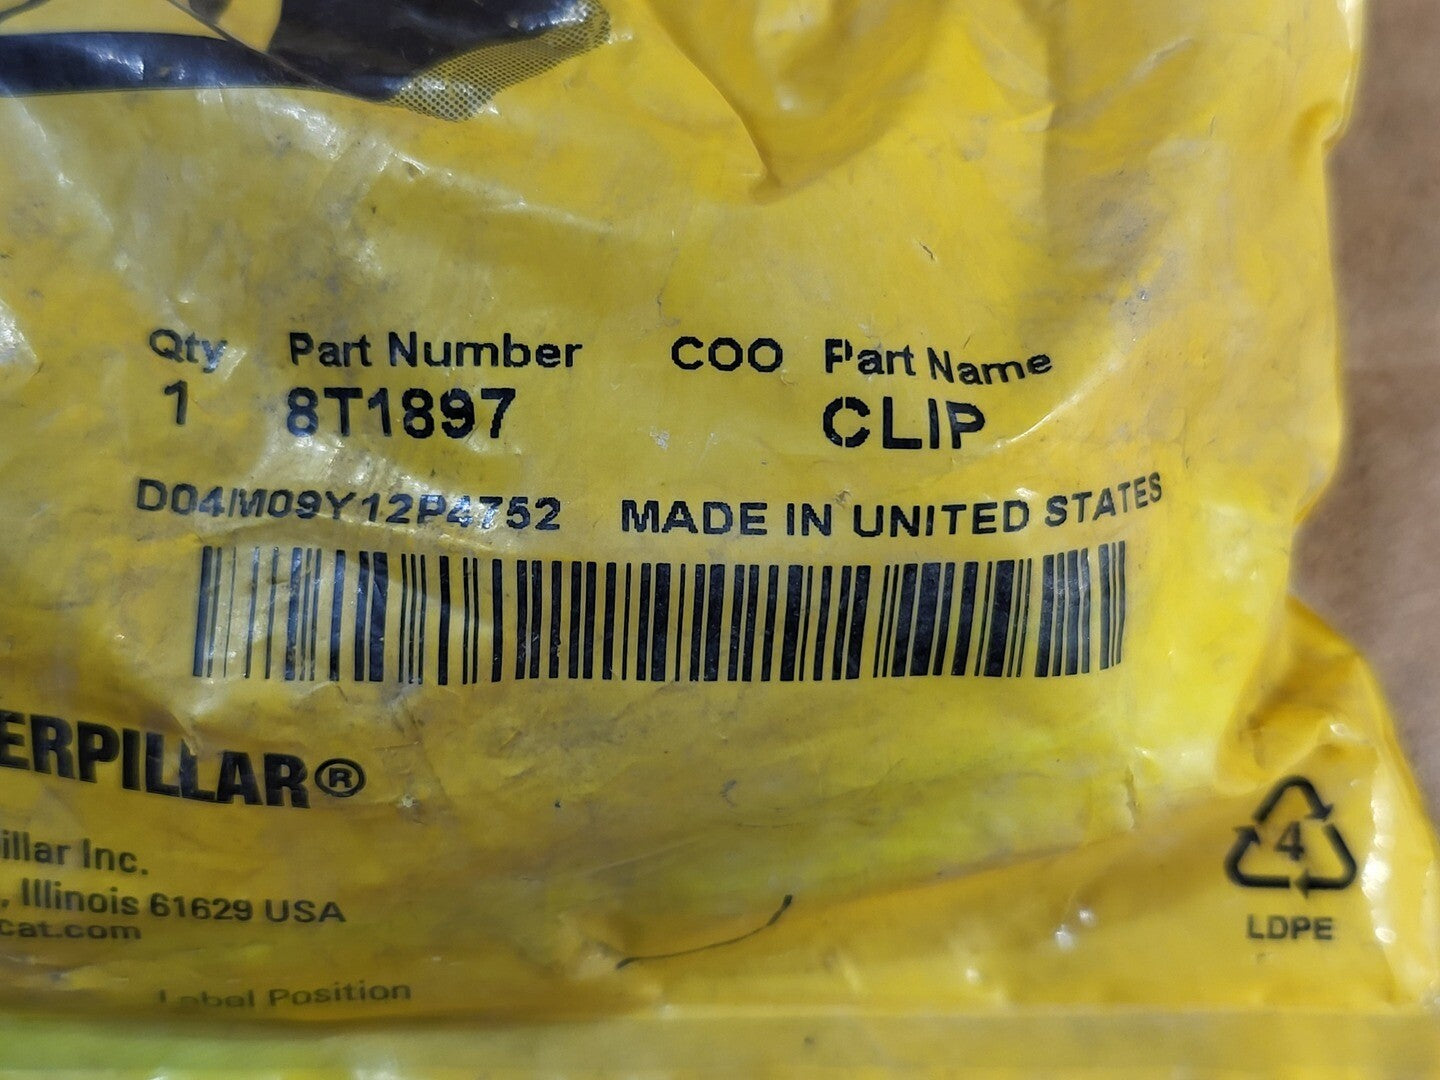 Qty Part Number COO Part Name
1 8T1897 CLIP
D04M09Y12P4752 MADE IN UNITED STATES
ERPILLAR®
illar Inc.
, Illinois 61629 USA
cat.com
Label Position
4
LDPE